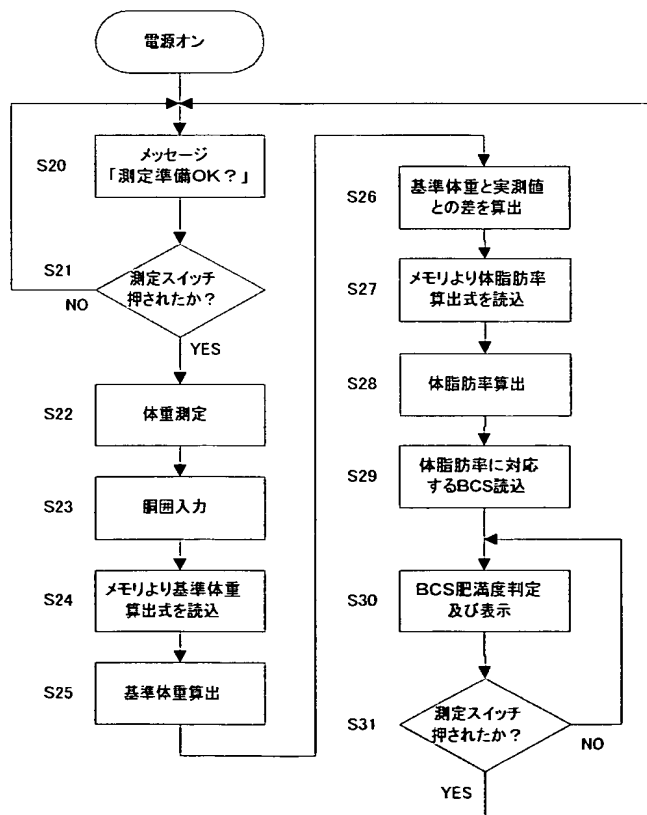 電源オン
S20
メッセージ
「測定準備OK？」
S21
測定スイッチ
押されたか？
NO
YES
S22
体重測定
S23
胴囲入力
S24
メモリより基準体重
算出式を読込
S25
基準体重算出
S26
基準体重と実測値
との差を算出
S27
メモリより体脂肪率
算出式を読込
S28
体脂肪率算出
S29
体脂肪率に対応
するBCS読込
S30
BCS肥満度判定
及び表示
S31
測定スイッチ
押されたか？
NO
YES